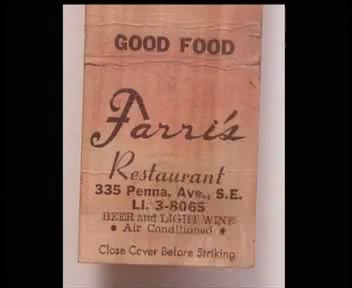 GOOD FOOD
Farri's
Restaurant
335 Penna. Ave., S.E.
LI. 3-8065
BEER and LIGHT WINE
• Air Conditioned •
Close Cover Before Striking